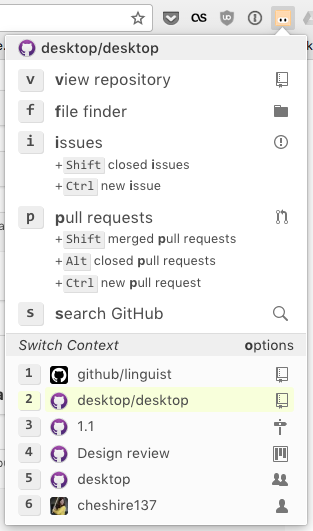 desktop/desktop
v view repository
f file finder
i issues
+Shift closed issues
+Ctrl new issue
p pull requests
+Shift merged pull requests
+Alt closed pull requests
+Ctrl new pull request
s search GitHub
Switch Context options
1 github/linguist
2 desktop/desktop
3 1.1
4 Design review
5 desktop
6 cheshire137